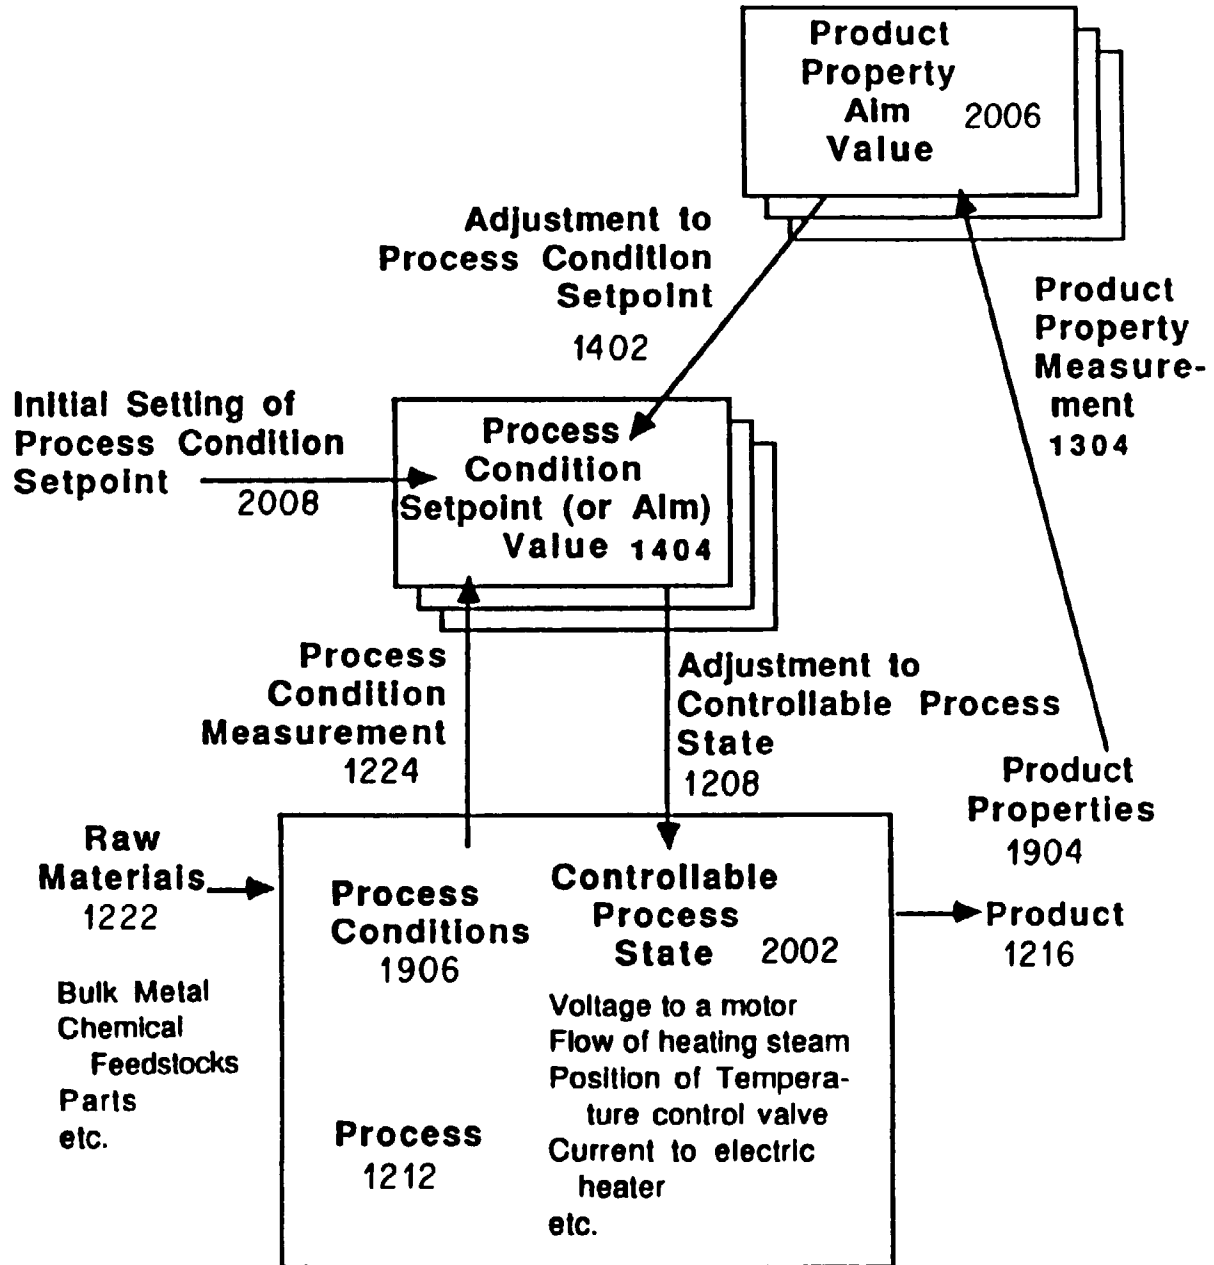 Product
Property
Aim
Value 2006
Adjustment to
Process Condition
Setpoint
1402
Product
Property
Measure-
ment
1304
Initial Setting of
Process Condition
Setpoint
2008
Process
Condition
Setpoint (or Aim)
Value 1404
Process
Condition
Measurement
1224
Adjustment to
Controllable Process
State
1208
Product
Properties
1904
Raw
Materials
1222
Bulk Metal
Chemical
Feedstocks
Parts
etc.
Process
Conditions
1906
Process
1212
Controllable
Process
State 2002
Voltage to a motor
Flow of heating steam
Position of Tempera-
ture control valve
Current to electric
heater
etc.
Product
1216